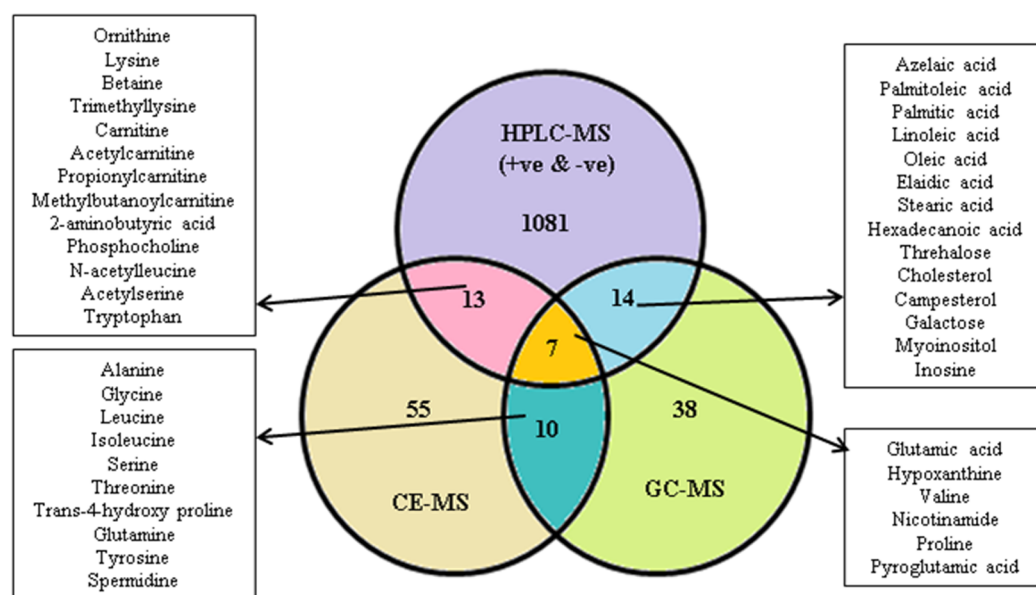 Ornithine
Lysine
Betaine
Trimethyllysine
Carnitine
Acetylcarnitine
Propionylcarnitine
Methylbutanoylcarnitine
2-aminobutyric acid
Phosphocholine
N-acetylleucine
Acetylserine
Tryptophan
Alanine
Glycine
Leucine
Isoleucine
Serine
Threonine
Trans-4-hydroxy proline
Glutamine
Tyrosine
Spermidine
HPLC-MS
(+ve & -ve)
1081
13
14
7
55
10
38
CE-MS
GC-MS
Azelaic acid
Palmitoleic acid
Palmitic acid
Linoleic acid
Oleic acid
Elaidic acid
Stearic acid
Hexadecanoic acid
Threhalose
Cholesterol
Campesterol
Galactose
Myoinositol
Inosine
Glutamic acid
Hypoxanthine
Valine
Nicotinamide
Proline
Pyroglutamic acid